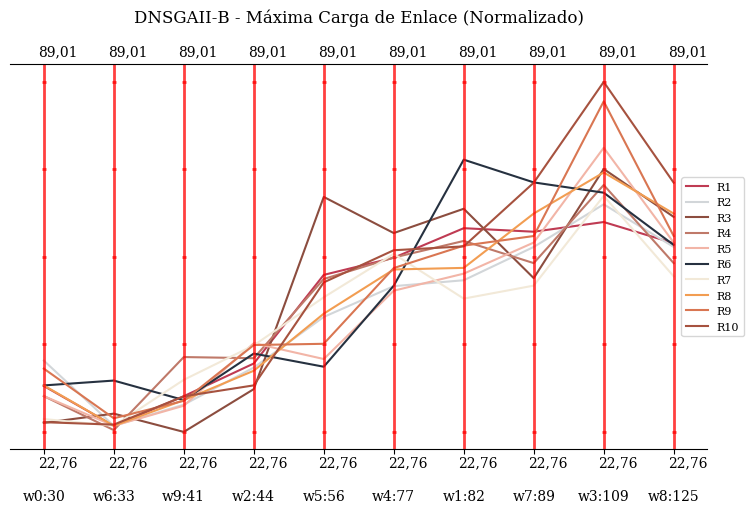 DNSGAII-B - Máxima Carga de Enlace (Normalizado)
89,01 89,01 89,01 89,01 89,01 89,01 89,01 89,01 89,01 89,01
R1
R2
R3
R4
R5
R6
R7
R8
R9
R10
22,76 22,76 22,76 22,76 22,76 22,76 22,76 22,76 22,76 22,76
w0:30 w6:33 w9:41 w2:44 w5:56 w4:77 w1:82 w7:89 w3:109 w8:125